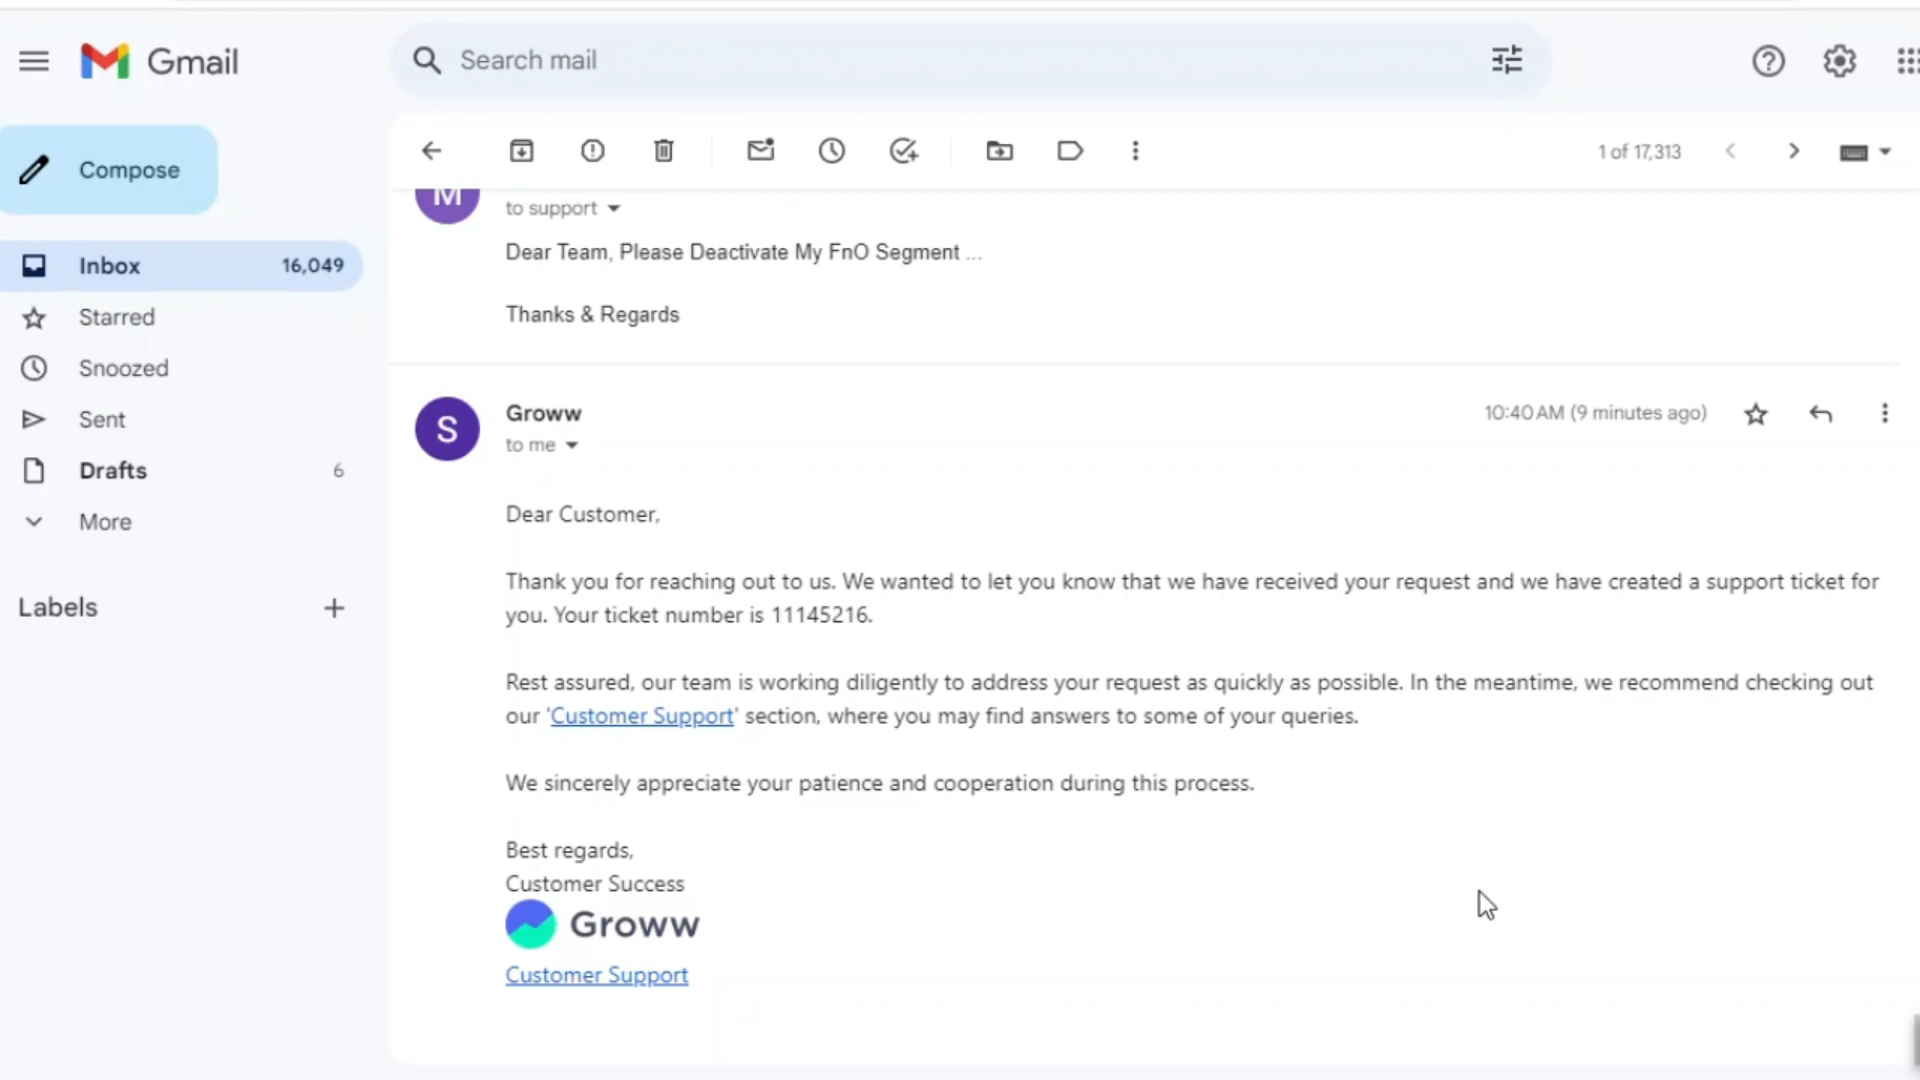 Gmail
Search mail
Compose
1 of 17,313
Inbox 16,049
Starred
Snoozed
Sent
Drafts 6
More
Labels
M
to support
Dear Team, Please Deactivate My FnO Segment ...
Thanks & Regards
S
Groww
10:40 AM (9 minutes ago)
to me
Dear Customer,
Thank you for reaching out to us. We wanted to let you know that we have received your request and we have created a support ticket for
you. Your ticket number is 11145216.
Rest assured, our team is working diligently to address your request as quickly as possible. In the meantime, we recommend checking out
our 'Customer Support' section, where you may find answers to some of your queries.
We sincerely appreciate your patience and cooperation during this process.
Best regards,
Customer Success
Groww
Customer Support